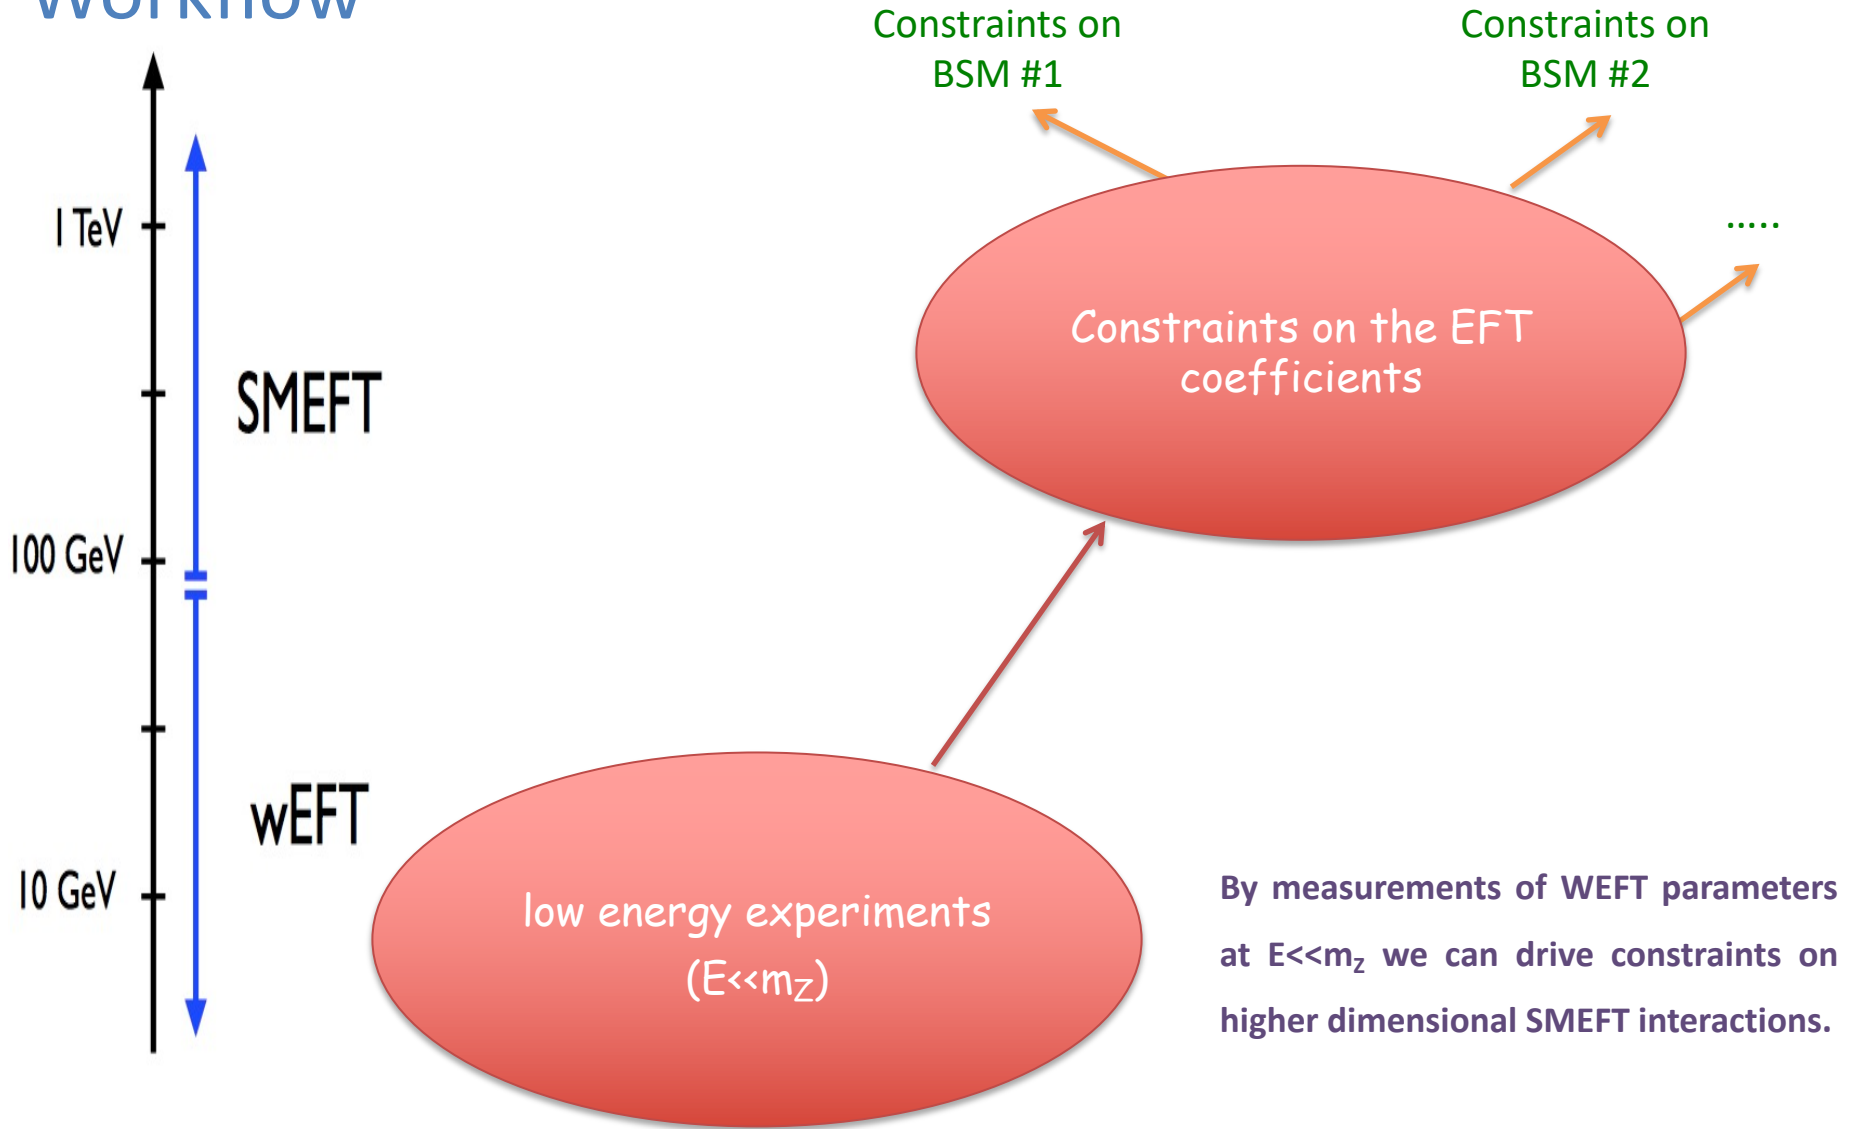 Workflow
Constraints on
BSM #1
Constraints on
BSM #2
1 TeV
.....
Constraints on the EFT
coefficients
SMEFT
100 GeV
wEFT
10 GeV
low energy experiments
(E<<mZ)
By measurements of WEFT parameters
at E<<mZ we can drive constraints on
higher dimensional SMEFT interactions.